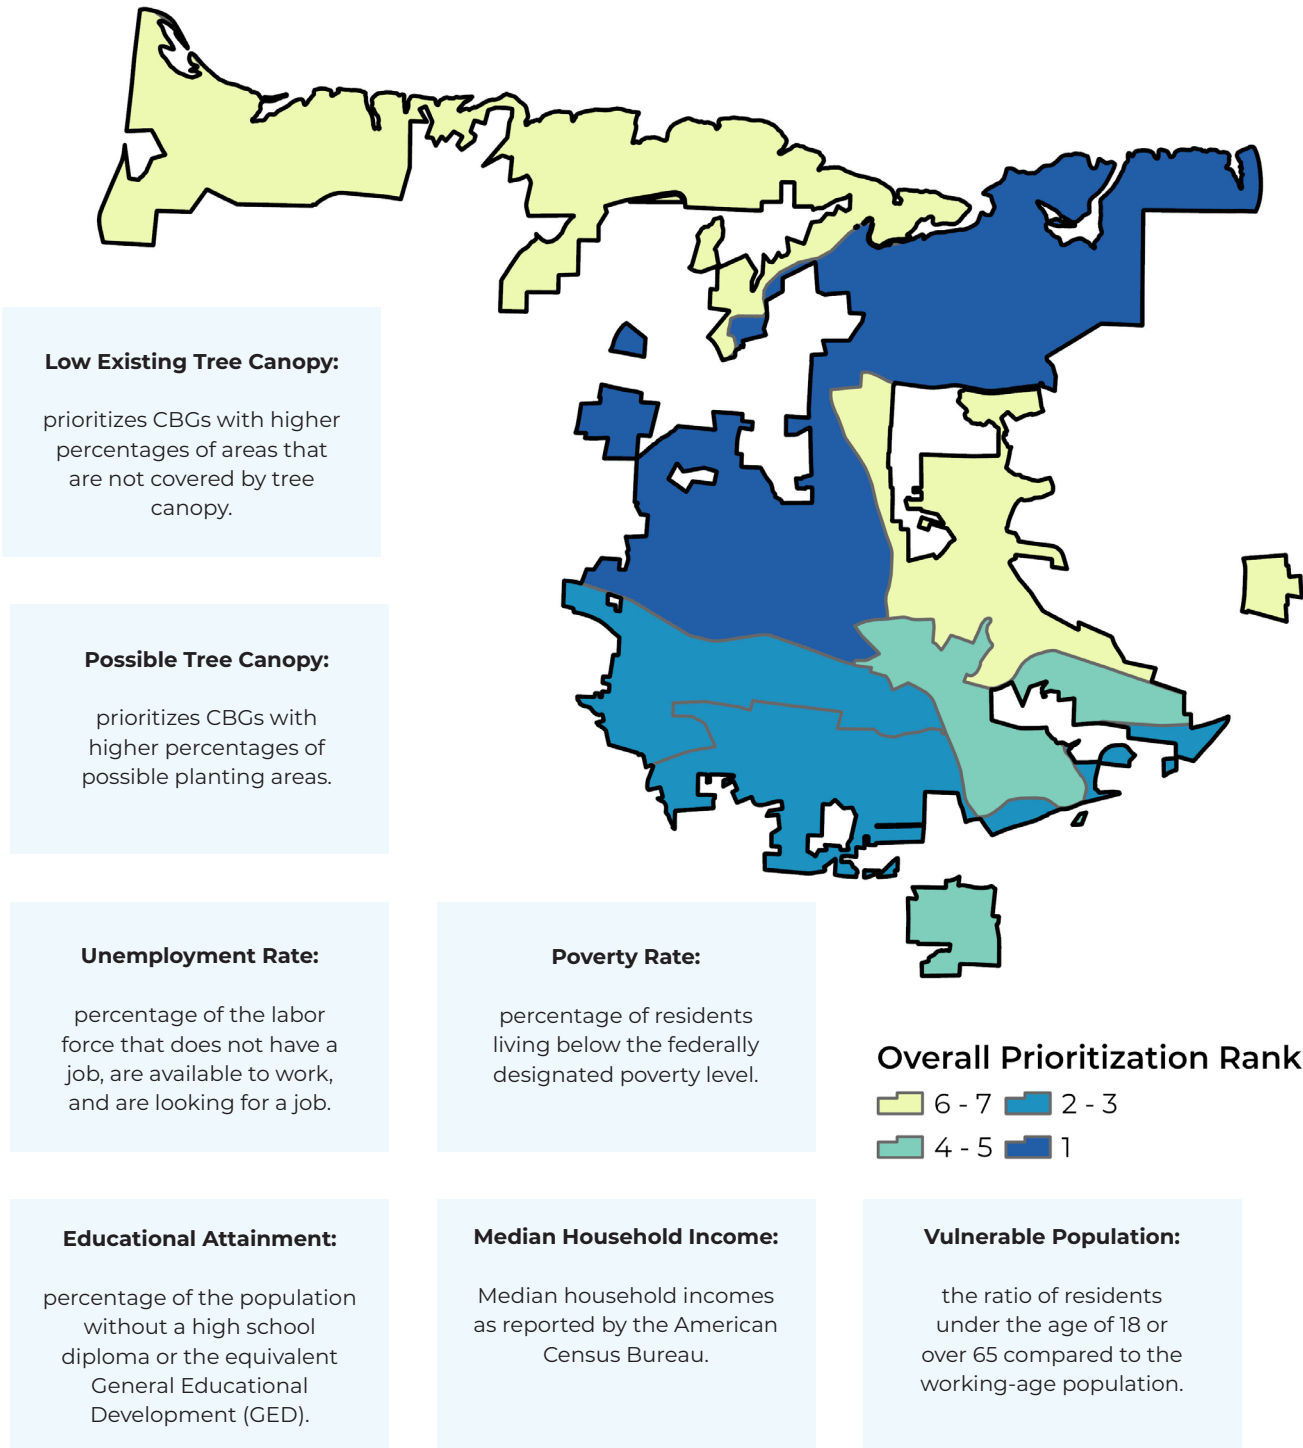 Low Existing Tree Canopy:
prioritizes CBGs with higher
percentages of areas that
are not covered by tree
canopy.
Possible Tree Canopy:
prioritizes CBGs with
higher percentages of
possible planting areas.
Unemployment Rate:
percentage of the labor
force that does not have a
job, are available to work,
and are looking for a job.
Poverty Rate:
percentage of residents
living below the federally
designated poverty level.
Overall Prioritization Rank
6 - 7 2 - 3
4 - 5 1
Educational Attainment:
percentage of the population
without a high school
diploma or the equivalent
General Educational
Development (GED).
Median Household Income:
Median household incomes
as reported by the American
Census Bureau.
Vulnerable Population:
the ratio of residents
under the age of 18 or
over 65 compared to the
working-age population.